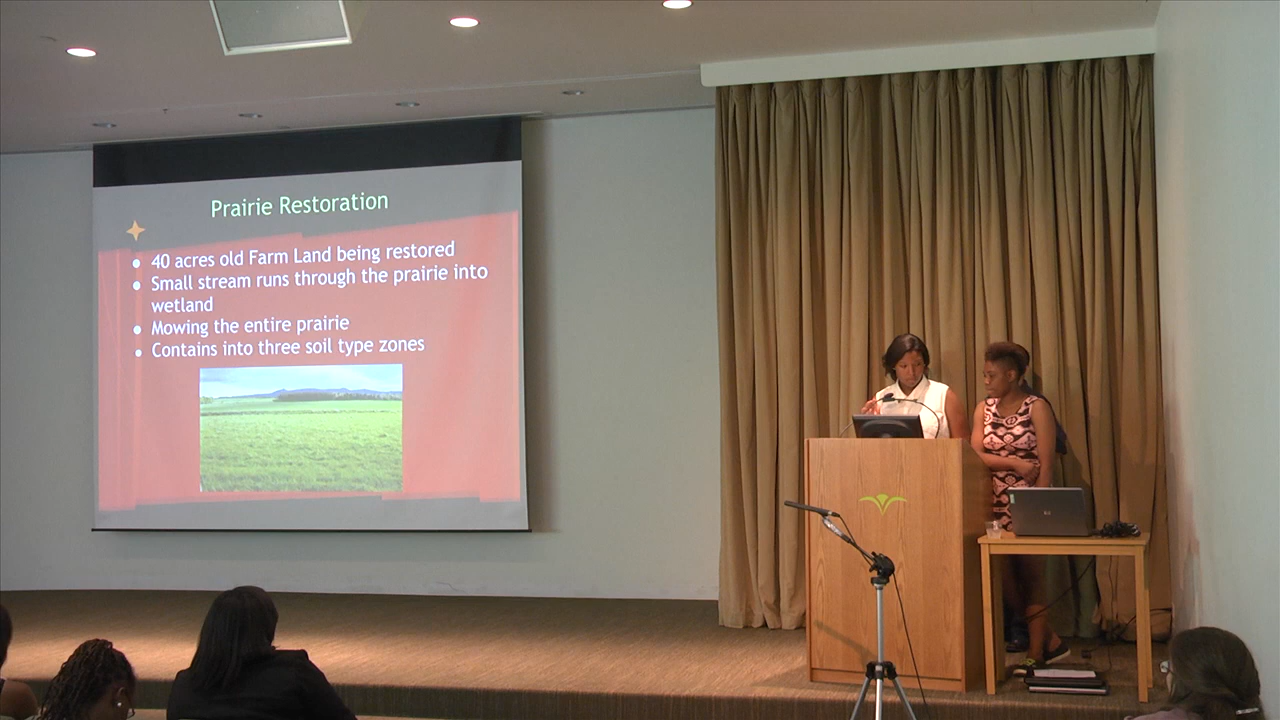 Prairie Restoration
● 40 acres old Farm Land being restored
● Small stream runs through the prairie into
wetland
● Mowing the entire prairie
● Contains into three soil type zones